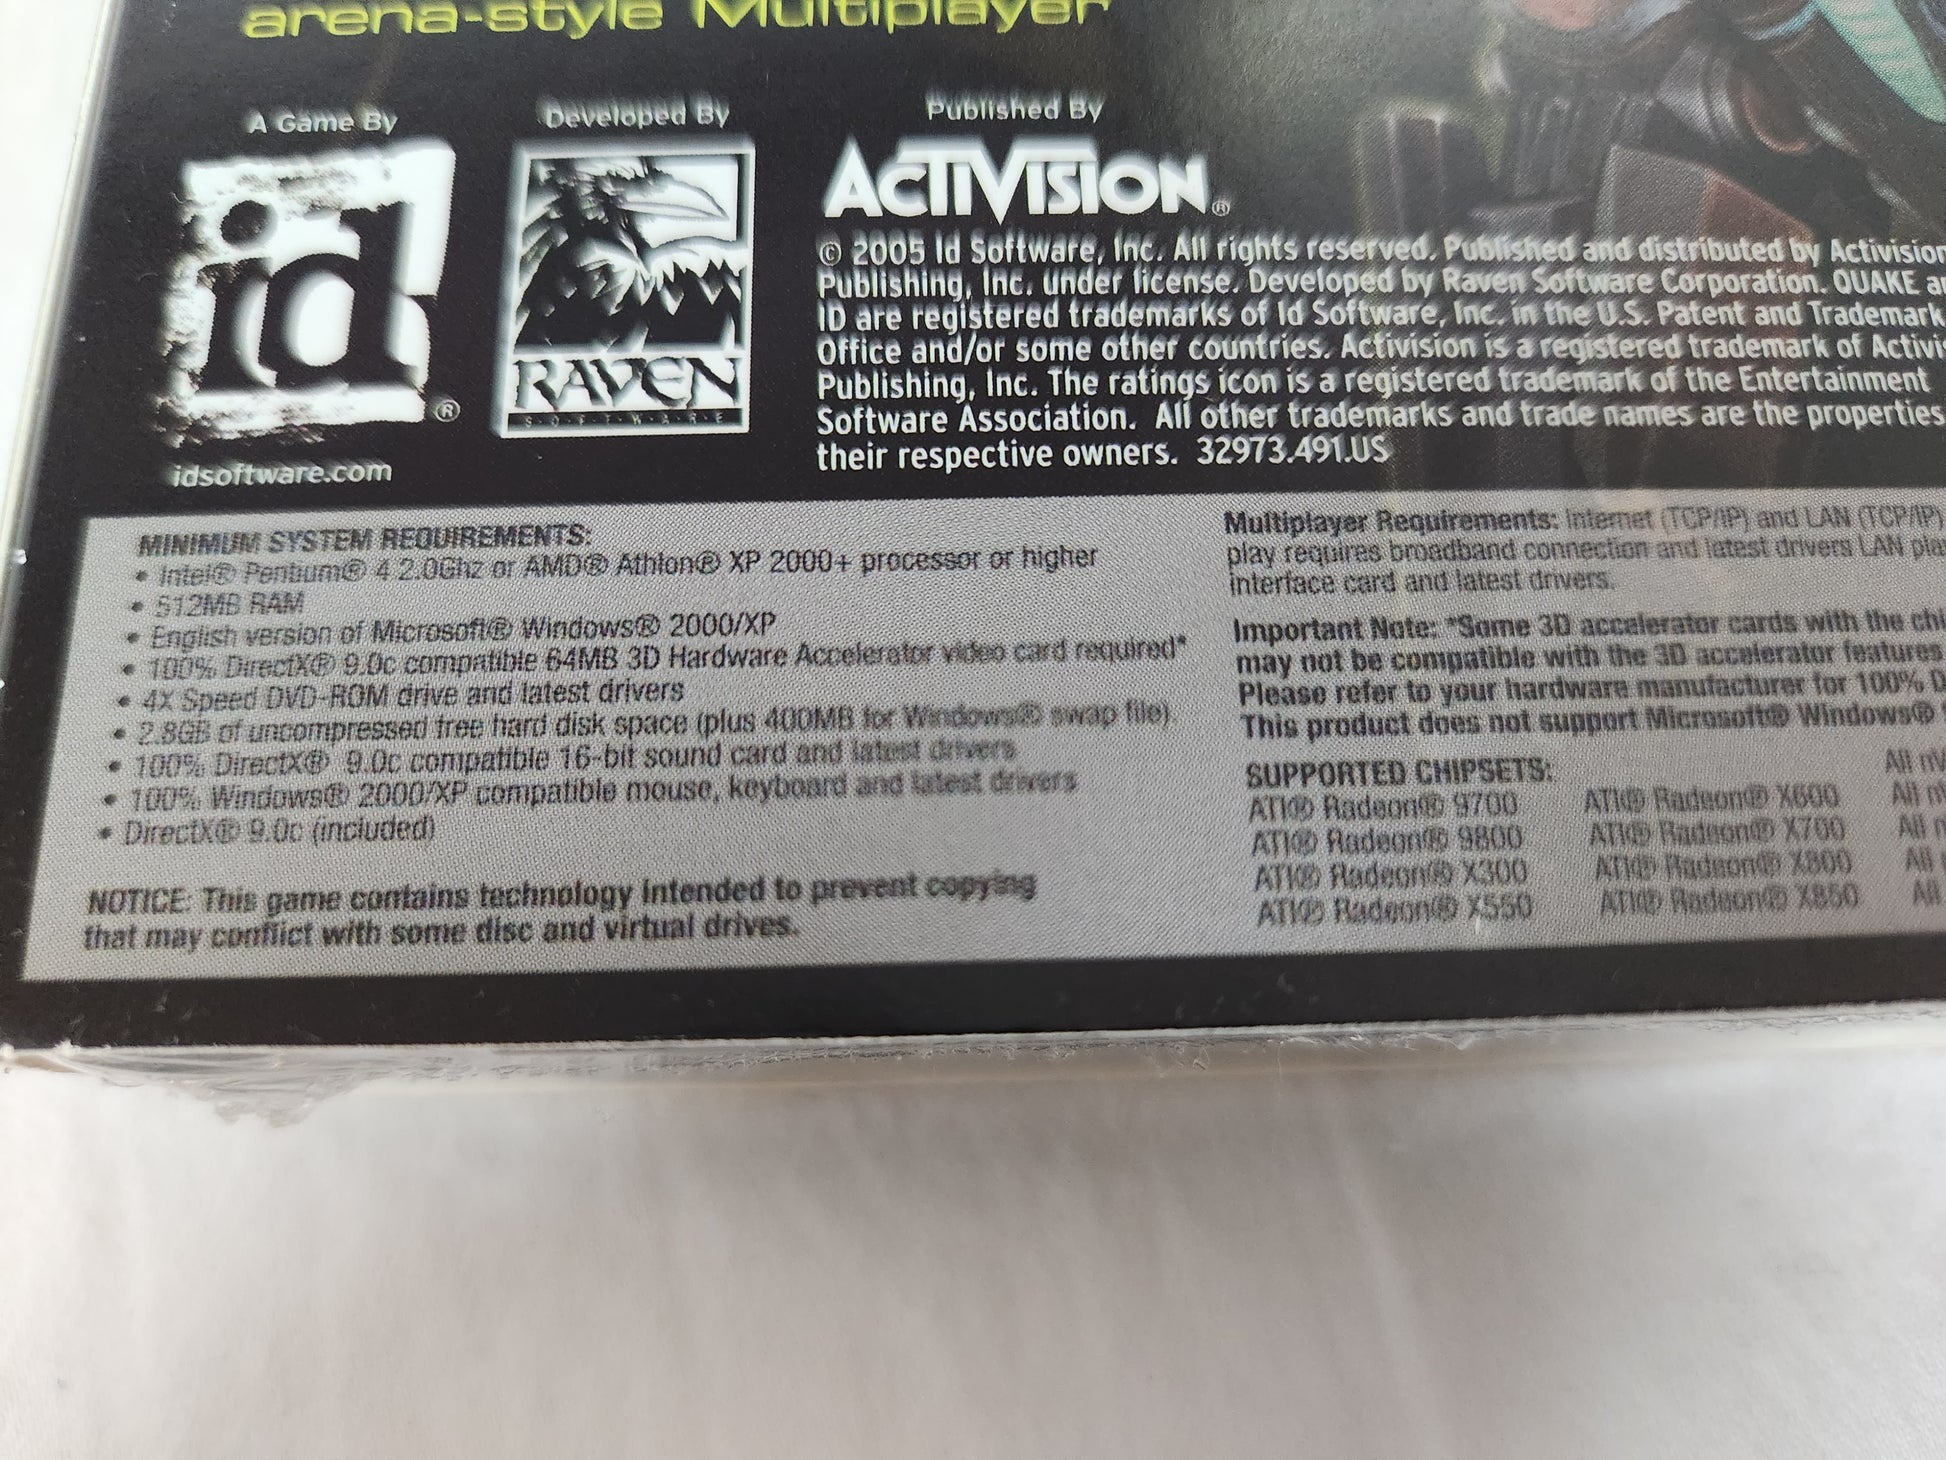 arena-style Multiplayer
A Game By
Developed By
Published By
id
®
RAVEN
SOFTWARE
ACTIVISION®
idsoftware.com
© 2005 Id Software, Inc. All rights reserved. Published and distributed by Activision
Publishing, Inc. under license. Developed by Raven Software Corporation. QUAKE
ID are registered trademarks of Id Software, Inc. in the U.S. Patent and Trademark
Office and/or some other countries. Activision is a registered trademark of
Publishing, Inc. The ratings icon is a registered trademark of the Entertainment
Software Association. All other trademarks and trade names are the properties
their respective owners. 32973.491.US
MINIMUM SYSTEM REQUIREMENTS:
• Intel® Pentium® 4 2.0Ghz or AMD® Athlon® XP 2000+ processor or higher
• 512MB RAM
• English version of Microsoft® Windows® 2000/XP
• 100% DirectX® 9.0c compatible 64MB 3D Hardware Accelerator video card required*
• 4X Speed DVD-ROM drive and latest drivers
• 2.8GB of uncompressed free hard disk space (plus 400MB for Windows® swap file)
• 100% DirectX® 9.0c compatible 16-bit sound card and latest drivers
• 100% Windows® 2000/XP compatible mouse, keyboard and latest drivers
• DirectX® 9.0c (included)
NOTICE: This game contains technology intended to prevent copying
that may conflict with some disc and virtual drives.
Multiplayer Requirements: Internet (TCP/IP) and LAN (TCP/IP)
play requires broadband connection and latest drivers LAN
interface card and latest drivers.
Important Note: *Some 3D accelerator cards with the
may not be compatible with the 3D accelerator features
Please refer to your hardware manufacturer for 100%
This product does not support Microsoft® Windows®
SUPPORTED CHIPSETS:
ATI® Radeon® 9700
ATI® Radeon® 9800
ATI® Radeon® X300
ATI® Radeon® X550
ATI® Radeon® X600
ATI® Radeon® X700
ATI® Radeon® X800
ATI® Radeon® X850
All
All
All
All
All